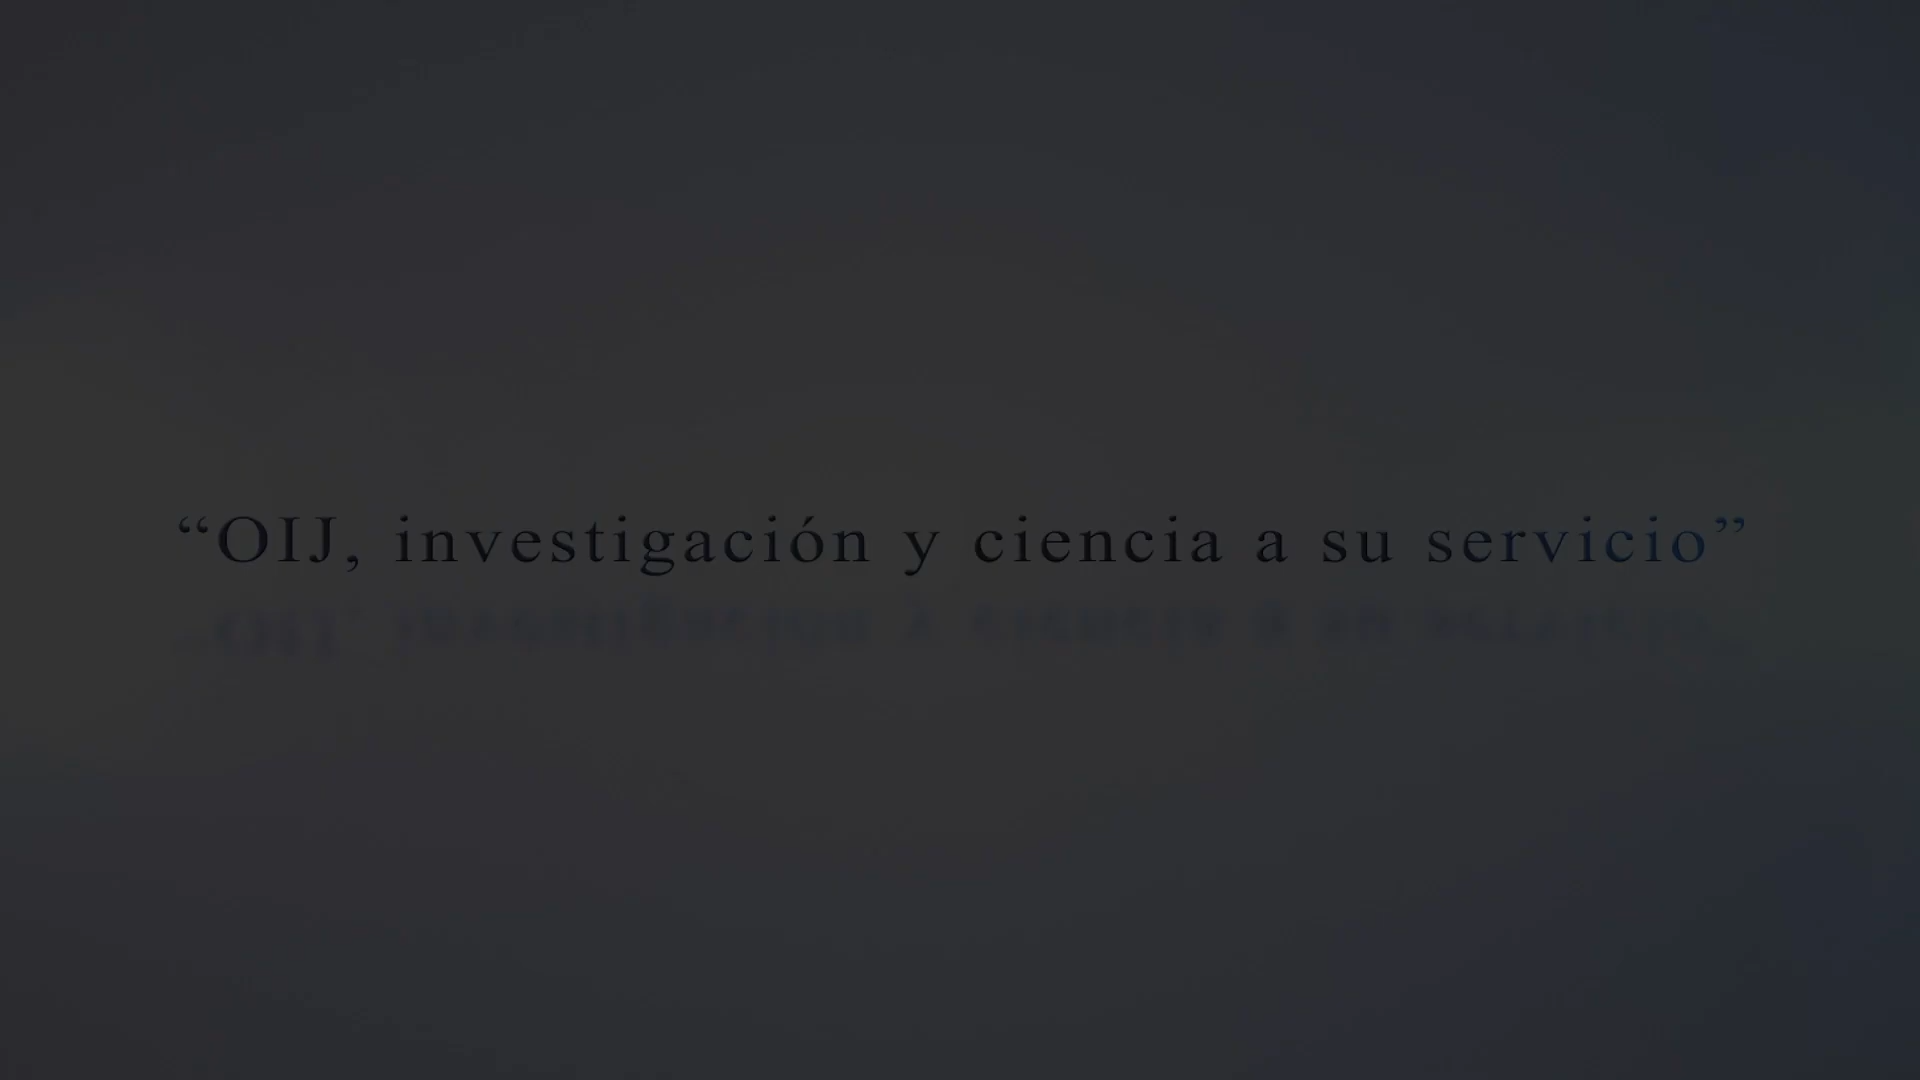 “OIJ, investigación y ciencia a su servicio”